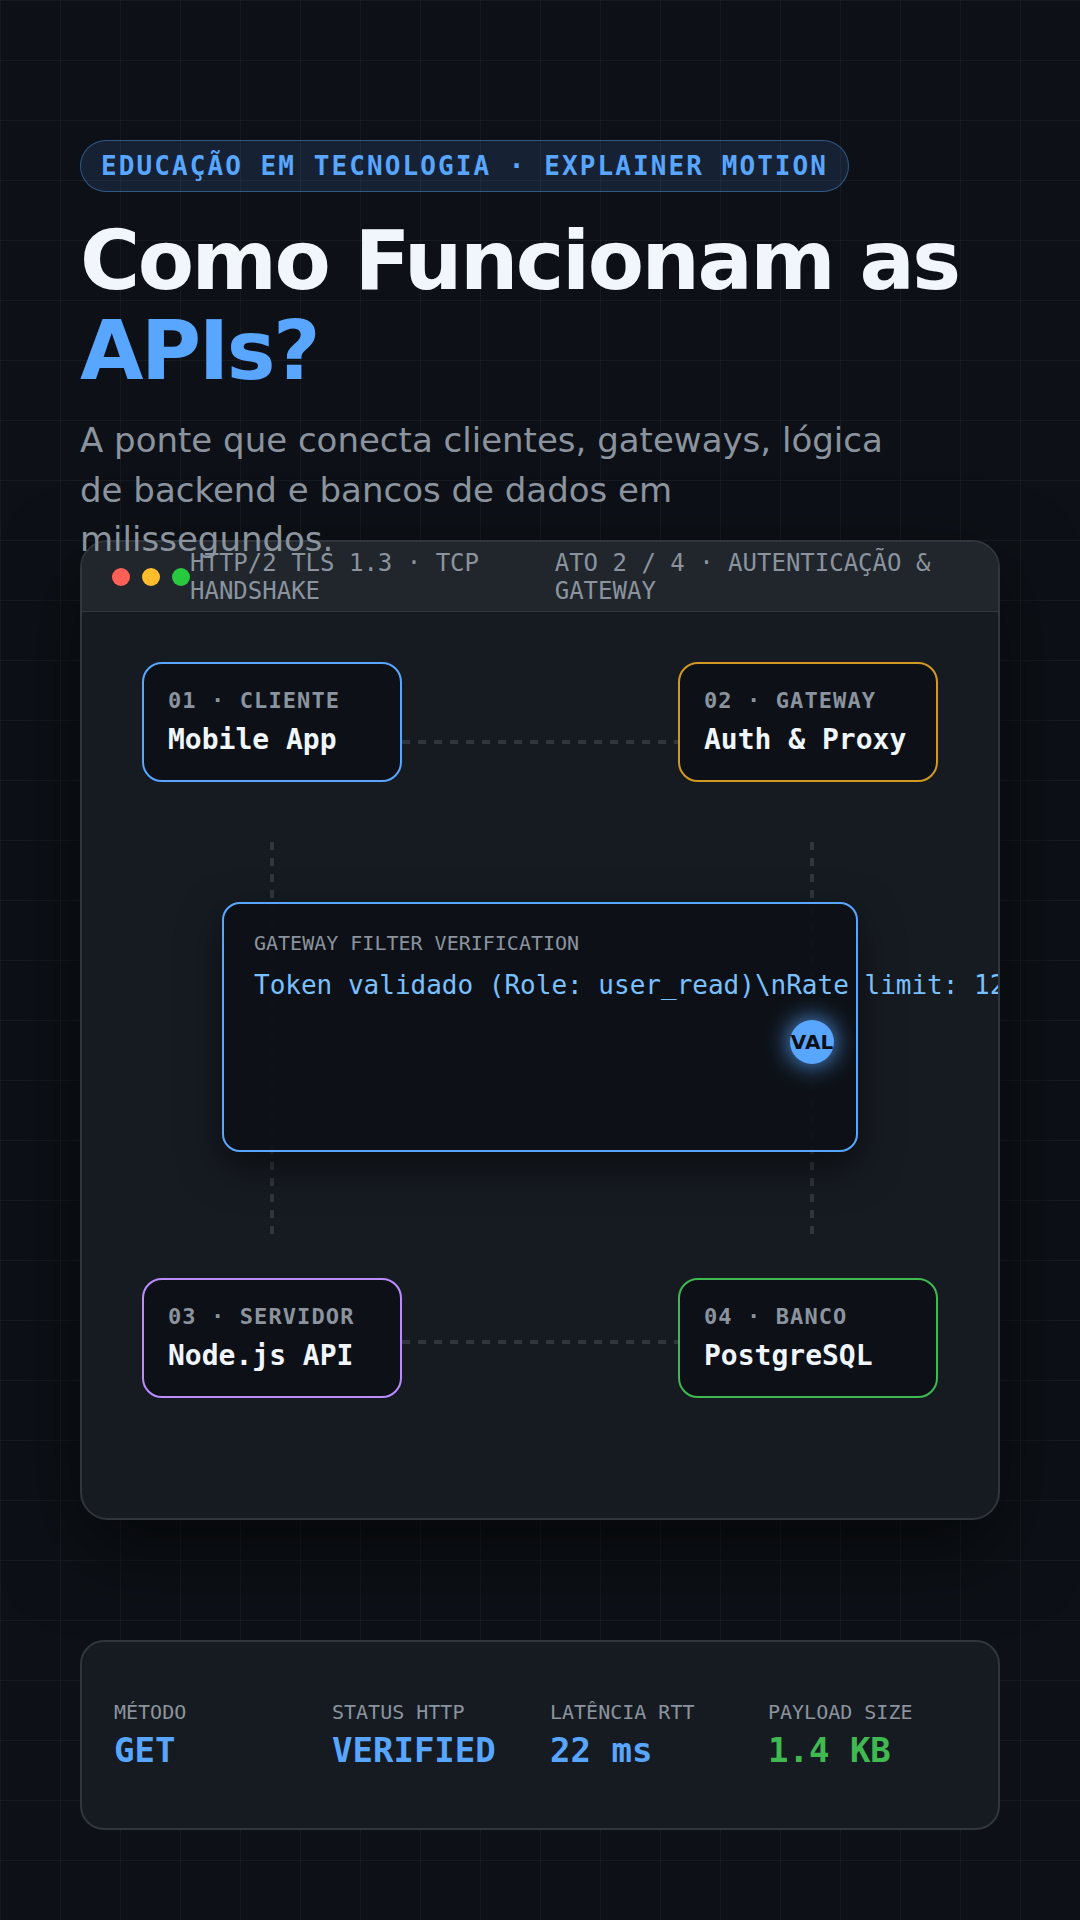 EDUCAÇÃO EM TECNOLOGIA · EXPLAINER MOTION
Como Funcionam as
APIs?
A ponte que conecta clientes, gateways, lógica
de backend e bancos de dados em
milissegundos.
HTTP/2 TLS 1.3 · TCP
HANDSHAKE
ATO 2 / 4 · AUTENTICAÇÃO &
GATEWAY
01 · CLIENTE
Mobile App
02 · GATEWAY
Auth & Proxy
GATEWAY FILTER VERIFICATION
Token validado (Role: user_read)\nRate limit: 12
VAL
03 · SERVIDOR
Node.js API
04 · BANCO
PostgreSQL
MÉTODO
GET
STATUS HTTP
VERIFIED
LATÊNCIA RTT
22 ms
PAYLOAD SIZE
1.4 KB